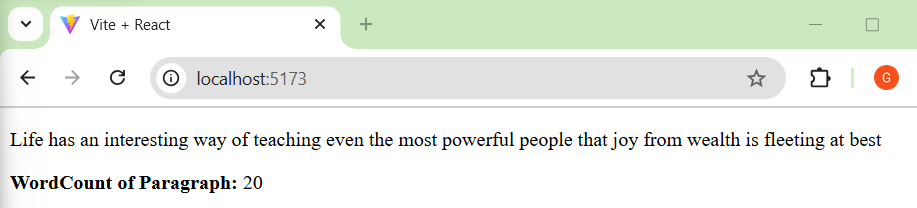 Vite + React
localhost:5173
G
Life has an interesting way of teaching even the most powerful people that joy from wealth is fleeting at best
WordCount of Paragraph: 20